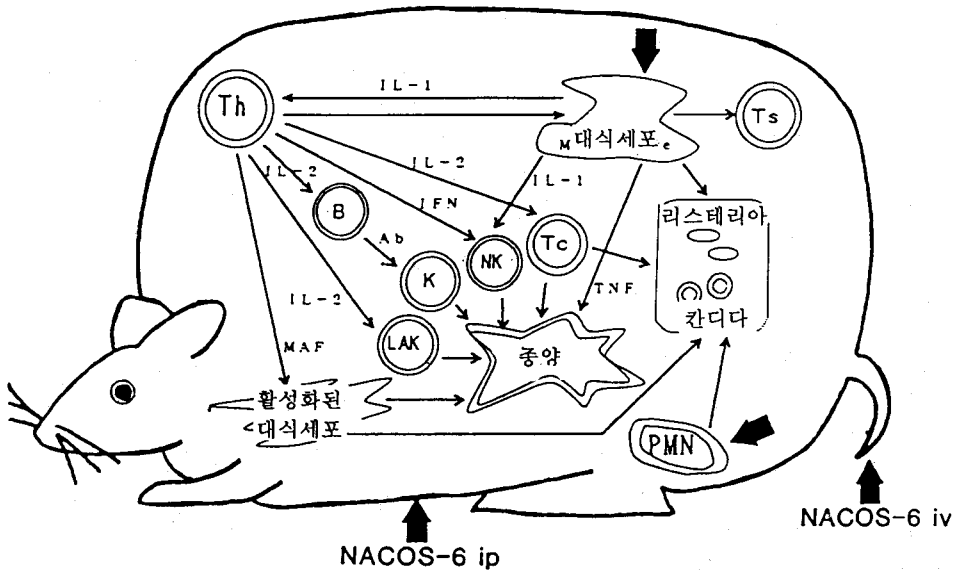 IL-1
Th
Ts
M대식세포e
IL-2
IL-2
IL-1
리스테리아
B
IFN
Ab
Tc
NK
K
IL-2
TNF
칸디다
MAF
LAK
종양
활성화된
대식세포
PMN
NACOS-6 iv
NACOS-6 ip